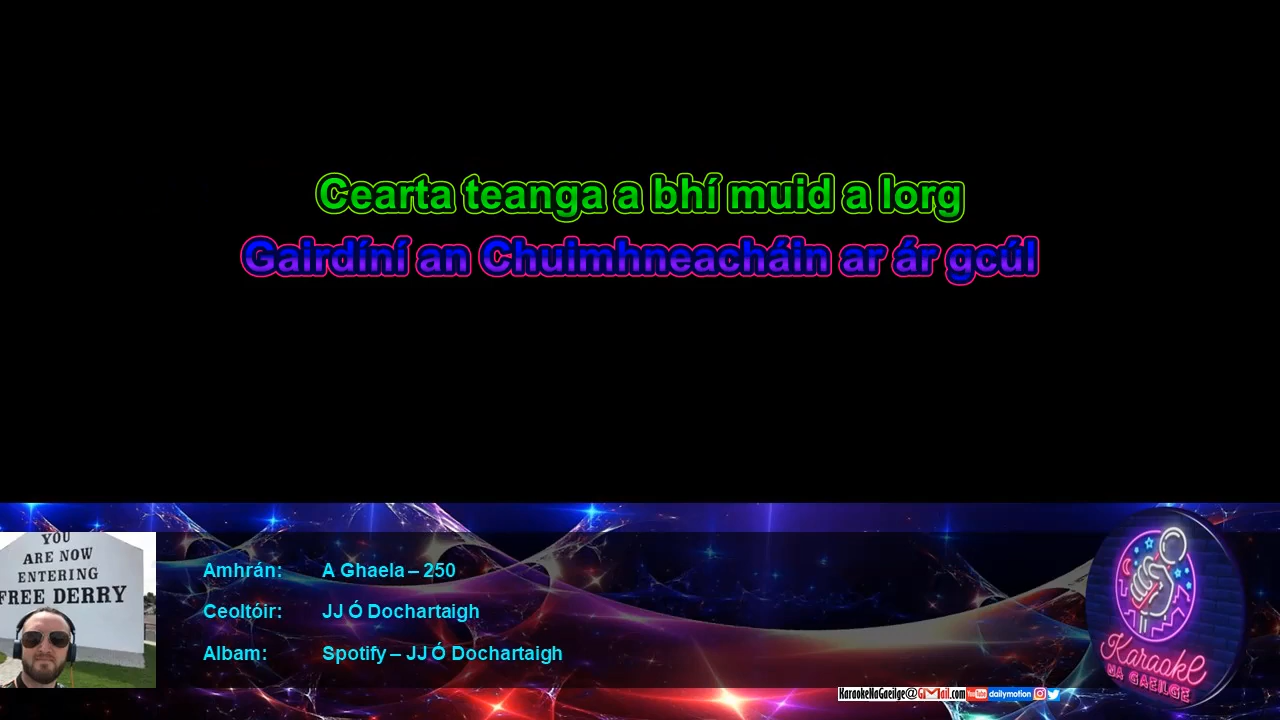 Cearta teanga a bhí muid a lorg
Gairdíní an Chuimhneacháin ar ár gcúl
YOU
ARE NOW
ENTERING
FREE DERRY
Amhrán: A Ghaela – 250
Ceoltóir: JJ Ó Dochartaigh
Albam: Spotify – JJ Ó Dochartaigh
Karaoke
NA GAEILGE
KaraokeNaGaeilge@GMail.com YouTube dailymotion